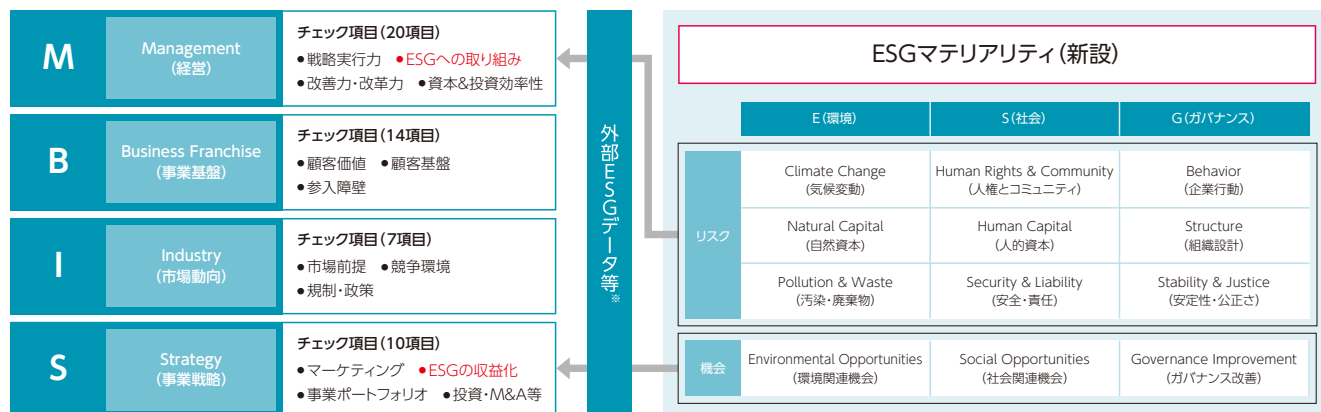 M
Management
(経営)
チェック項目(20項目)
●戦略実行力 ●ESGへの取り組み
●改善力・改革力 ●資本&投資効率性
B
Business Franchise
(事業基盤)
チェック項目(14項目)
●顧客価値 ●顧客基盤
●参入障壁
I
Industry
(市場動向)
チェック項目(7項目)
●市場前提 ●競争環境
●規制・政策
S
Strategy
(事業戦略)
チェック項目(10項目)
●マーケティング ●ESGの収益化
●事業ポートフォリオ ●投資・M&A等
外部ESGデータ等※
ESGマテリアリティ(新設)
E(環境) S(社会) G(ガバナンス)
リスク
Climate Change Human Rights & Community Behavior
(気候変動) (人権とコミュニティ) (企業行動)
Natural Capital Human Capital Structure
(自然資本) (人的資本) (組織設計)
Pollution & Waste Security & Liability Stability & Justice
(汚染・廃棄物) (安全・責任) (安定性・公正さ)
機会
Environmental Opportunities Social Opportunities Governance Improvement
(環境関連機会) (社会関連機会) (ガバナンス改善)